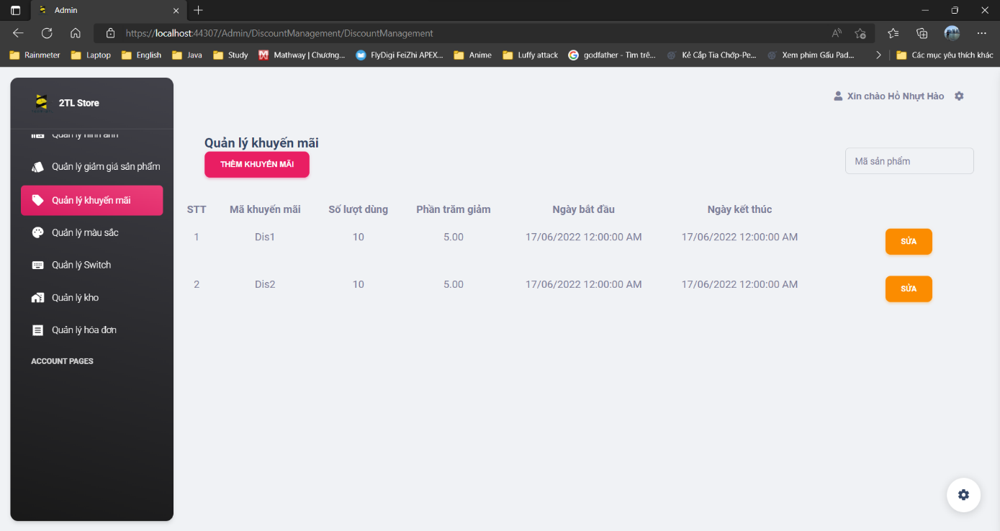 Admin
https://localhost:44307/Admin/DiscountManagement/DiscountManagement
Rainmeter Laptop English Java Study Mathway | Chương... FlyDigi FeiZhi APEX... Anime Luffy attack godfather - Tìm trê... Kẻ Cắp Tia Chớp-Pe... Xem phim Gấu Pad... Các mục yêu thích khác
2TL Store
Xin chào Hồ Nhựt Hào
Quản lý hình ảnh
Quản lý giảm giá sản phẩm
Quản lý khuyến mãi
Quản lý màu sắc
Quản lý Switch
Quản lý kho
Quản lý hóa đơn
ACCOUNT PAGES
Quản lý khuyến mãi
THÊM KHUYẾN MÃI
Mã sản phẩm
STT Mã khuyến mãi Số lượt dùng Phần trăm giảm Ngày bắt đầu Ngày kết thúc
1 Dis1 10 5.00 17/06/2022 12:00:00 AM 17/06/2022 12:00:00 AM SỬA
2 Dis2 10 5.00 17/06/2022 12:00:00 AM 17/06/2022 12:00:00 AM SỬA